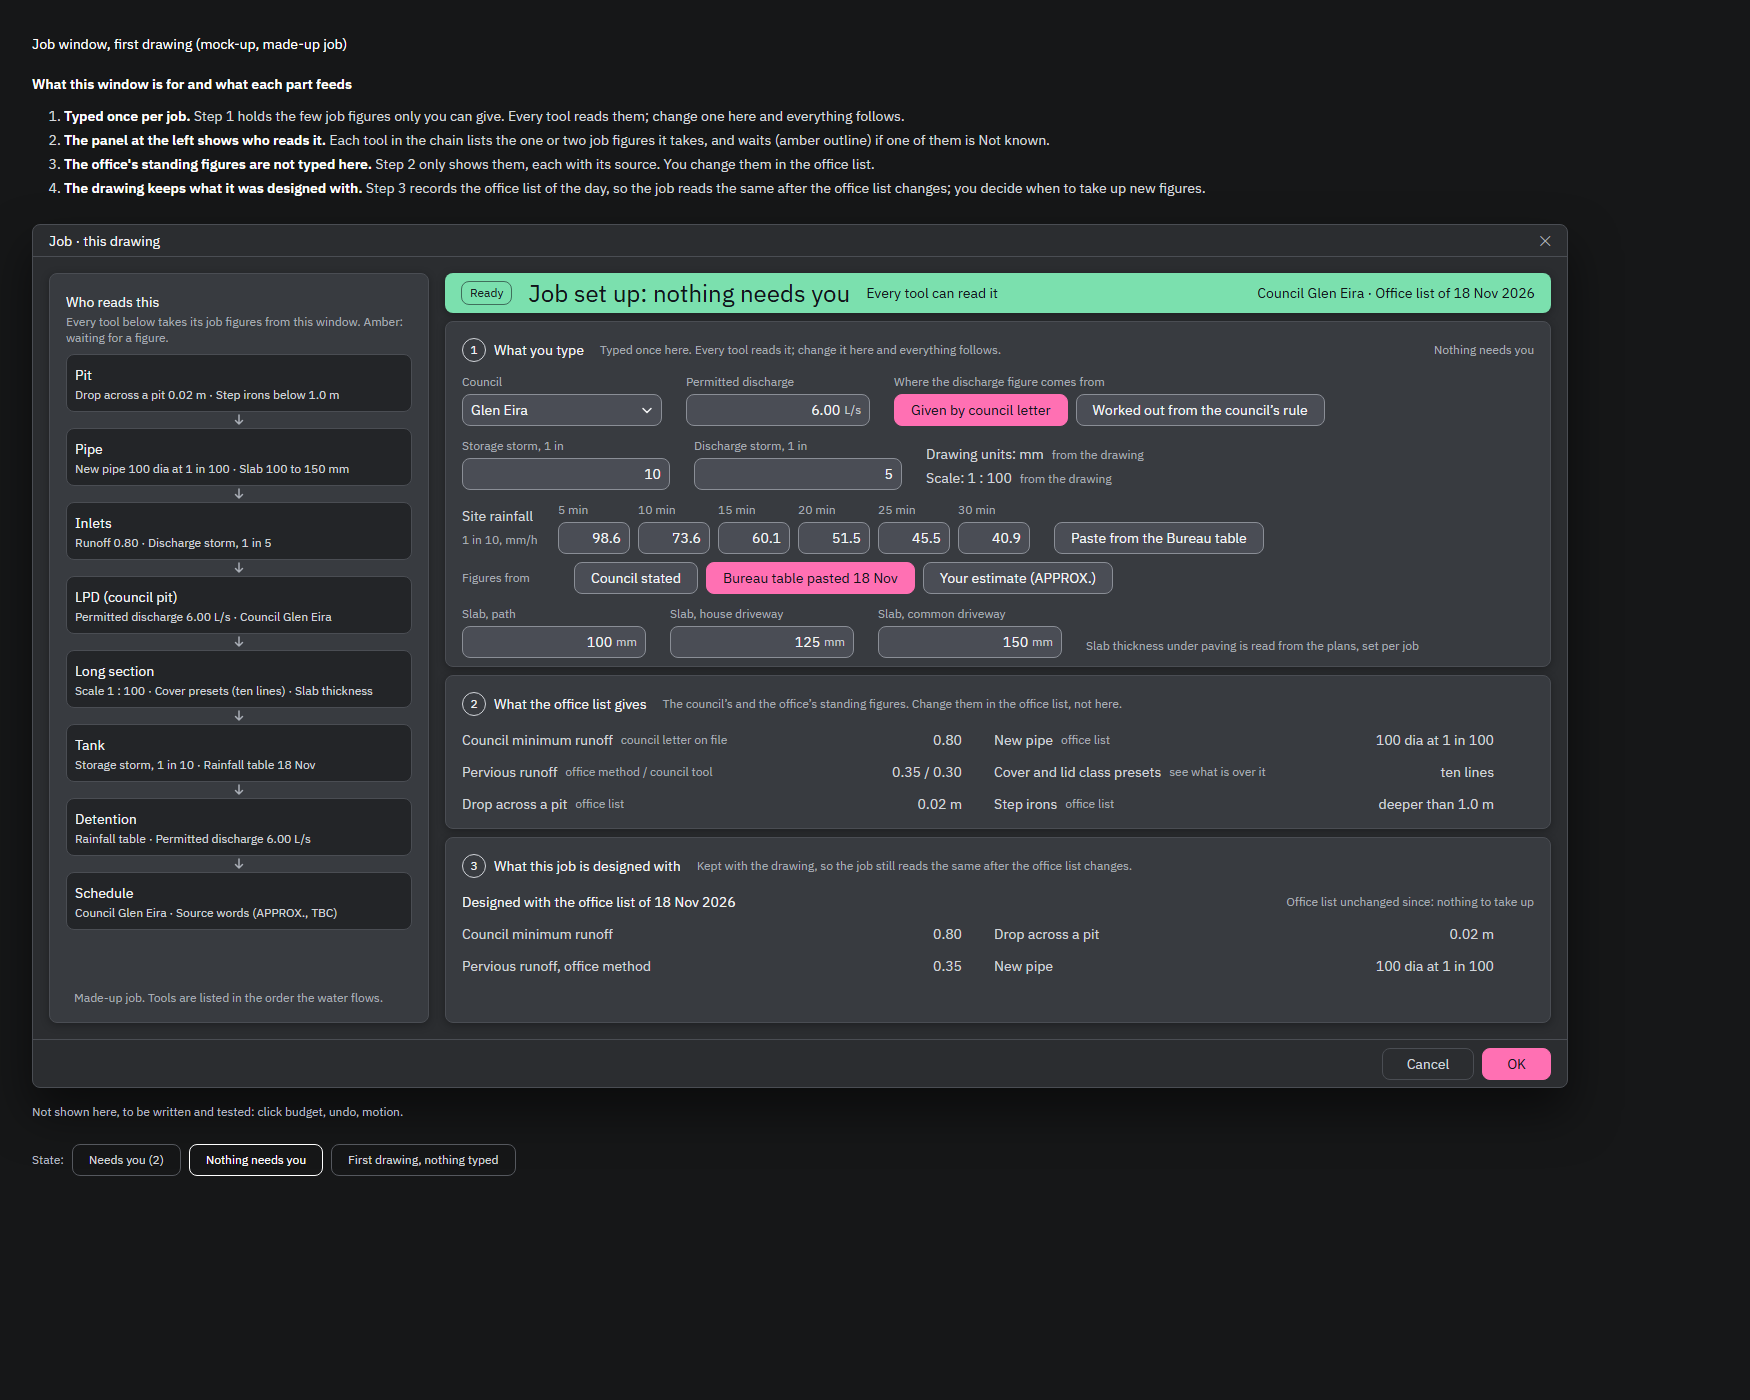 Job window, first drawing (mock-up, made-up job)
What this window is for and what each part feeds
1. Typed once per job. Step 1 holds the few job figures only you can give. Every tool reads them; change one here and everything follows.
2. The panel at the left shows who reads it. Each tool in the chain lists the one or two job figures it takes, and waits (amber outline) if one of them is Not known.
3. The office's standing figures are not typed here. Step 2 only shows them, each with its source. You change them in the office list.
4. The drawing keeps what it was designed with. Step 3 records the office list of the day, so the job reads the same after the office list changes; you decide when to take up new figures.
Job · this drawing
Who reads this
Every tool below takes its job figures from this window. Amber:
waiting for a figure.
Pit
Drop across a pit 0.02 m · Step irons below 1.0 m
Pipe
New pipe 100 dia at 1 in 100 · Slab 100 to 150 mm
Inlets
Runoff 0.80 · Discharge storm, 1 in 5
LPD (council pit)
Permitted discharge 6.00 L/s · Council Glen Eira
Long section
Scale 1 : 100 · Cover presets (ten lines) · Slab thickness
Tank
Storage storm, 1 in 10 · Rainfall table 18 Nov
Detention
Rainfall table · Permitted discharge 6.00 L/s
Schedule
Council Glen Eira · Source words (APPROX., TBC)
Made-up job. Tools are listed in the order the water flows.
Ready Job set up: nothing needs you Every tool can read it Council Glen Eira · Office list of 18 Nov 2026
1 What you type Typed once here. Every tool reads it; change it here and everything follows. Nothing needs you
Council Permitted discharge Where the discharge figure comes from
Glen Eira 6.00 L/s Given by council letter Worked out from the council's rule
Storage storm, 1 in Discharge storm, 1 in
10 5
Drawing units: mm from the drawing
Scale: 1 : 100 from the drawing
5 min 10 min 15 min 20 min 25 min 30 min
Site rainfall
1 in 10, mm/h
98.6 73.6 60.1 51.5 45.5 40.9 Paste from the Bureau table
Figures from Council stated Bureau table pasted 18 Nov Your estimate (APPROX.)
Slab, path Slab, house driveway Slab, common driveway
100 mm 125 mm 150 mm Slab thickness under paving is read from the plans, set per job
2 What the office list gives The council's and the office's standing figures. Change them in the office list, not here.
Council minimum runoff council letter on file 0.80 New pipe office list 100 dia at 1 in 100
Pervious runoff office method / council tool 0.35 / 0.30 Cover and lid class presets see what is over it ten lines
Drop across a pit office list 0.02 m Step irons office list deeper than 1.0 m
3 What this job is designed with Kept with the drawing, so the job still reads the same after the office list changes.
Designed with the office list of 18 Nov 2026 Office list unchanged since: nothing to take up
Council minimum runoff 0.80 Drop across a pit 0.02 m
Pervious runoff, office method 0.35 New pipe 100 dia at 1 in 100
Cancel OK
Not shown here, to be written and tested: click budget, undo, motion.
State: Needs you (2) Nothing needs you First drawing, nothing typed